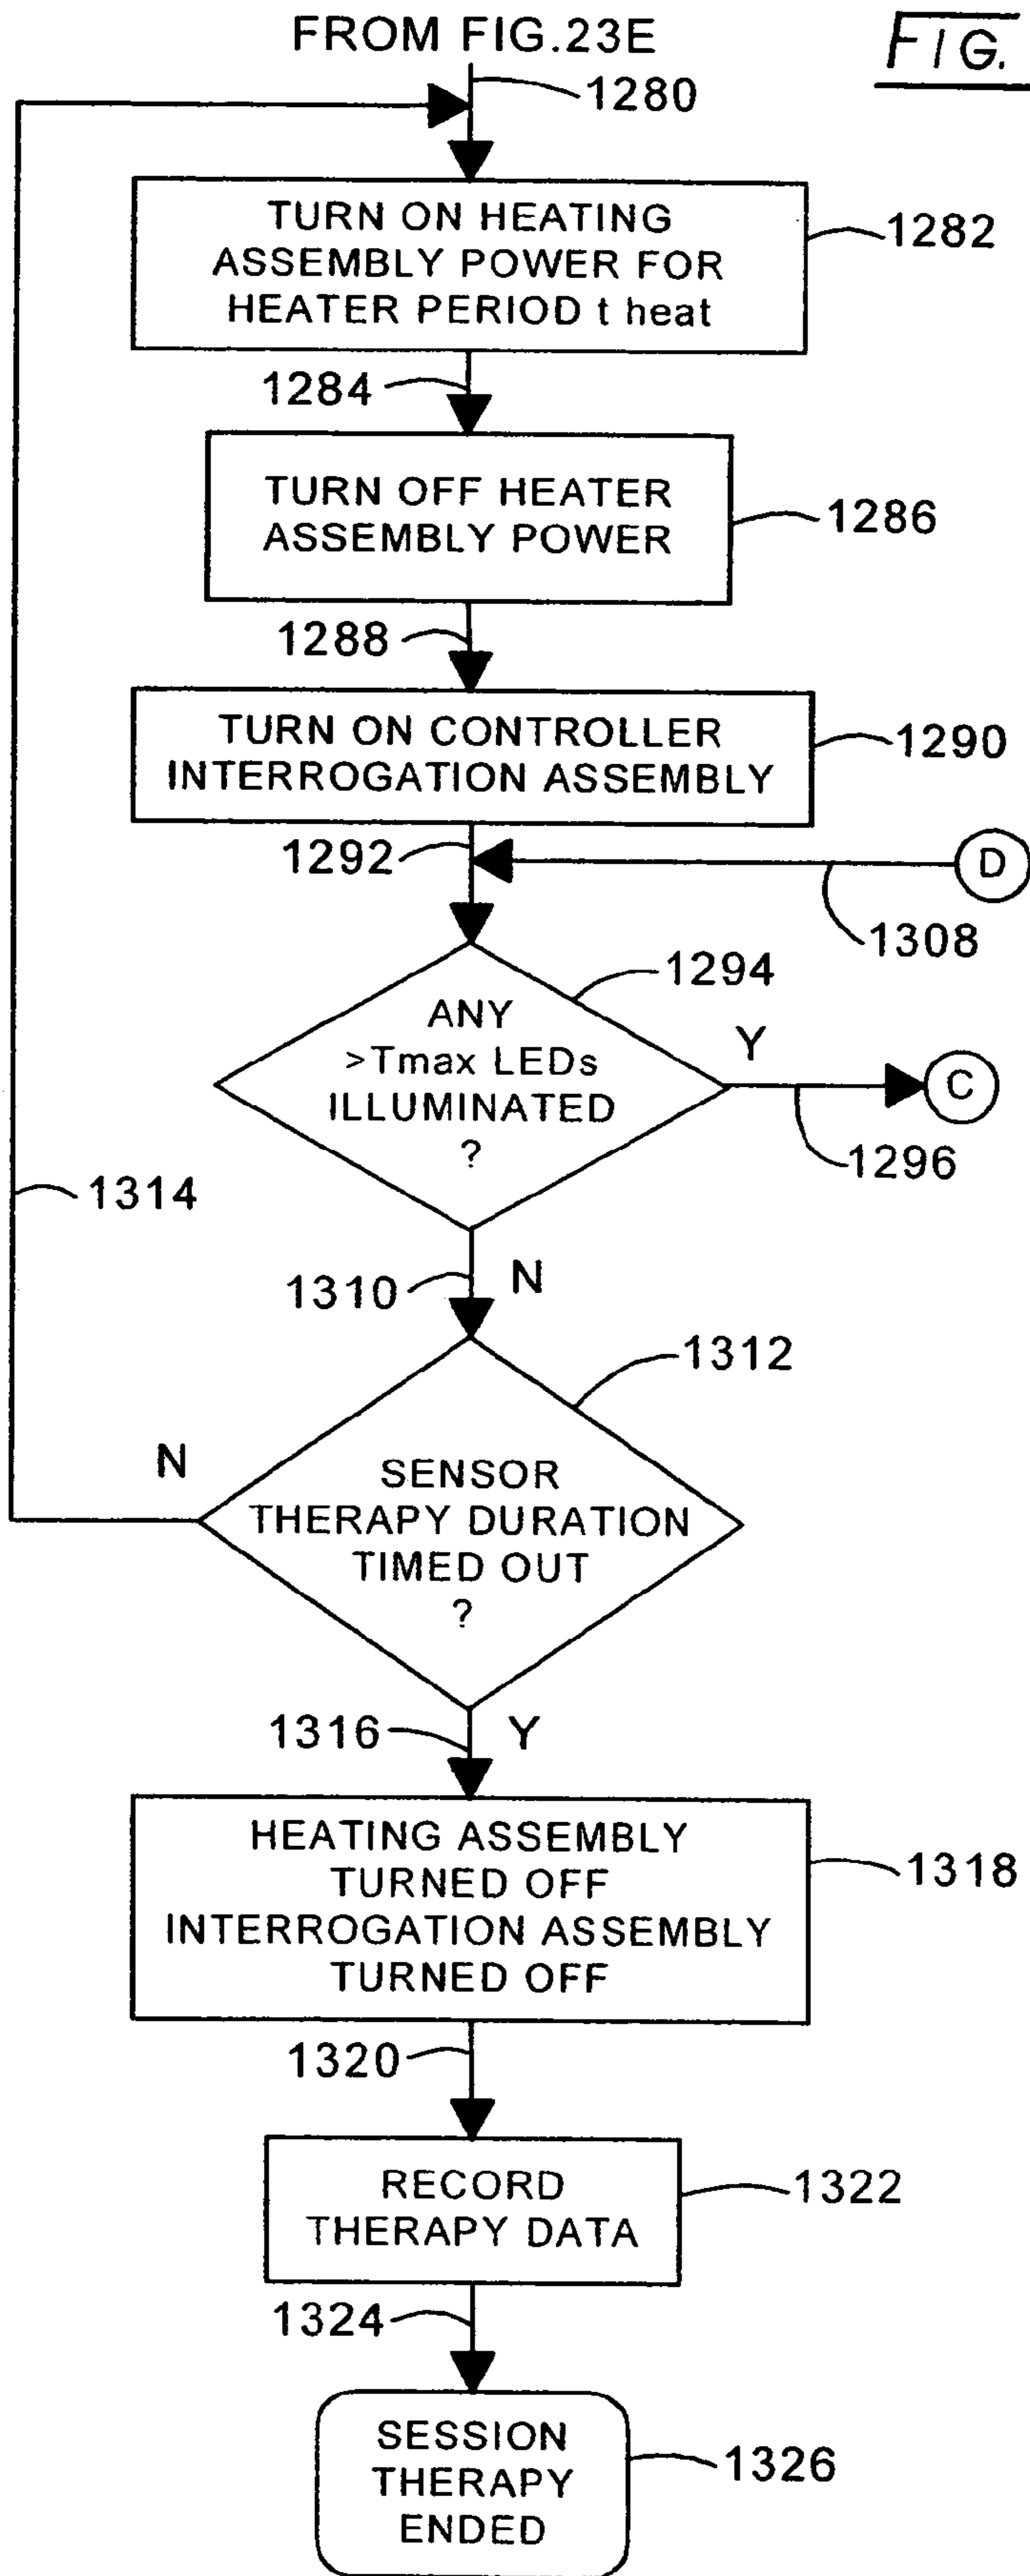 FROM FIG.23E
FIG.
1280
TURN ON HEATING
ASSEMBLY POWER FOR
HEATER PERIOD t heat
1282
1284
TURN OFF HEATER
ASSEMBLY POWER
1286
1288
TURN ON CONTROLLER
INTERROGATION ASSEMBLY
1290
1292
D
1308
1294
ANY
>Tmax LEDs
ILLUMINATED
?
Y
C
1296
1314
1310
N
1312
N
SENSOR
THERAPY DURATION
TIMED OUT
?
1316
Y
HEATING ASSEMBLY
TURNED OFF
INTERROGATION ASSEMBLY
TURNED OFF
1318
1320
RECORD
THERAPY DATA
1322
1324
SESSION
THERAPY
ENDED
1326